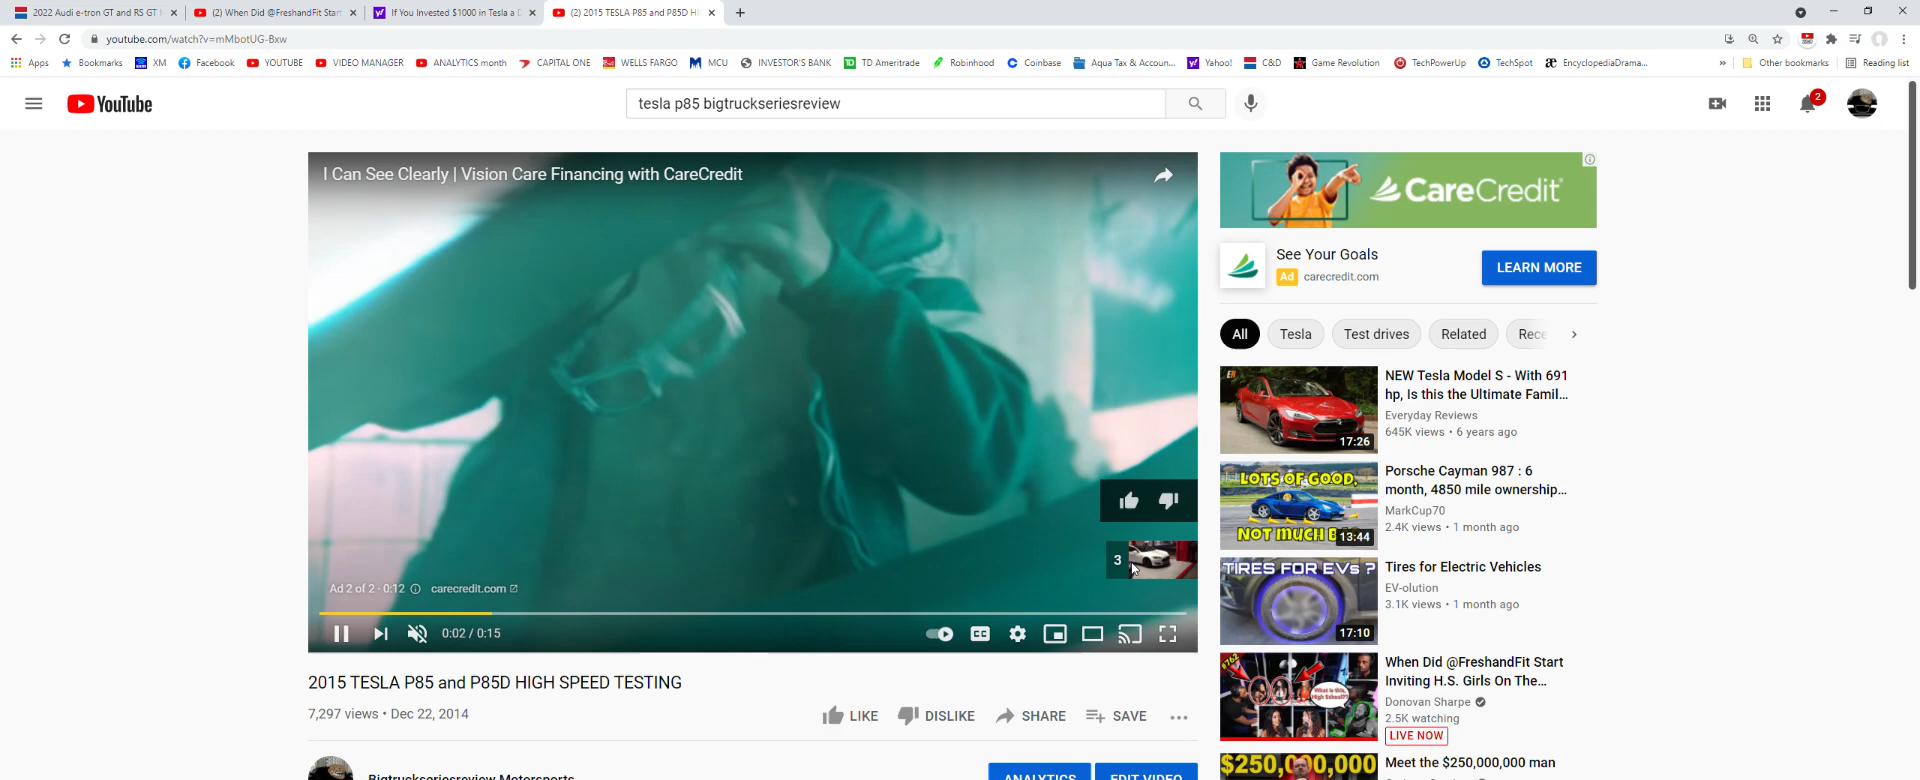 2022 Audi e-tron GT and RS GT
(2) When Did @FreshandFit Start
If You Invested $1000 in Tesla a D
(2) 2015 TESLA P85 and P85D HI
youtube.com/watch?v=mMbotUG-Bxw
Apps Bookmarks XM Facebook YOUTUBE VIDEO MANAGER ANALYTICS month CAPITAL ONE WELLS FARGO MCU INVESTOR'S BANK TD Ameritrade Robinhood Coinbase Aqua Tax & Accoun... Yahoo! C&D Game Revolution TechPowerUp TechSpot EncyclopediaDrama... » Other bookmarks Reading list
YouTube
tesla p85 bigtruckseriesreview
2
I Can See Clearly | Vision Care Financing with CareCredit
3
Ad 2 of 2 · 0:12 carecredit.com
0:02 / 0:15
CC
2015 TESLA P85 and P85D HIGH SPEED TESTING
7,297 views • Dec 22, 2014
LIKE DISLIKE SHARE SAVE
Bigtruckseriesreview Motorsports
ANALYTICS EDIT VIDEO
CareCredit
See Your Goals
Ad carecredit.com
LEARN MORE
All Tesla Test drives Related Rece
17:26
NEW Tesla Model S - With 691
hp, Is this the Ultimate Famil...
Everyday Reviews
645K views • 6 years ago
LOTS OF GOOD,
NOT MUCH B
13:44
Porsche Cayman 987 : 6
month, 4850 mile ownership...
MarkCup70
2.4K views • 1 month ago
TIRES FOR EVs ?
17:10
Tires for Electric Vehicles
EV-olution
3.1K views • 1 month ago
#762
What is this, High School??
When Did @FreshandFit Start
Inviting H.S. Girls On The...
Donovan Sharpe
2.5K watching
LIVE NOW
$250,000,000
Meet the $250,000,000 man